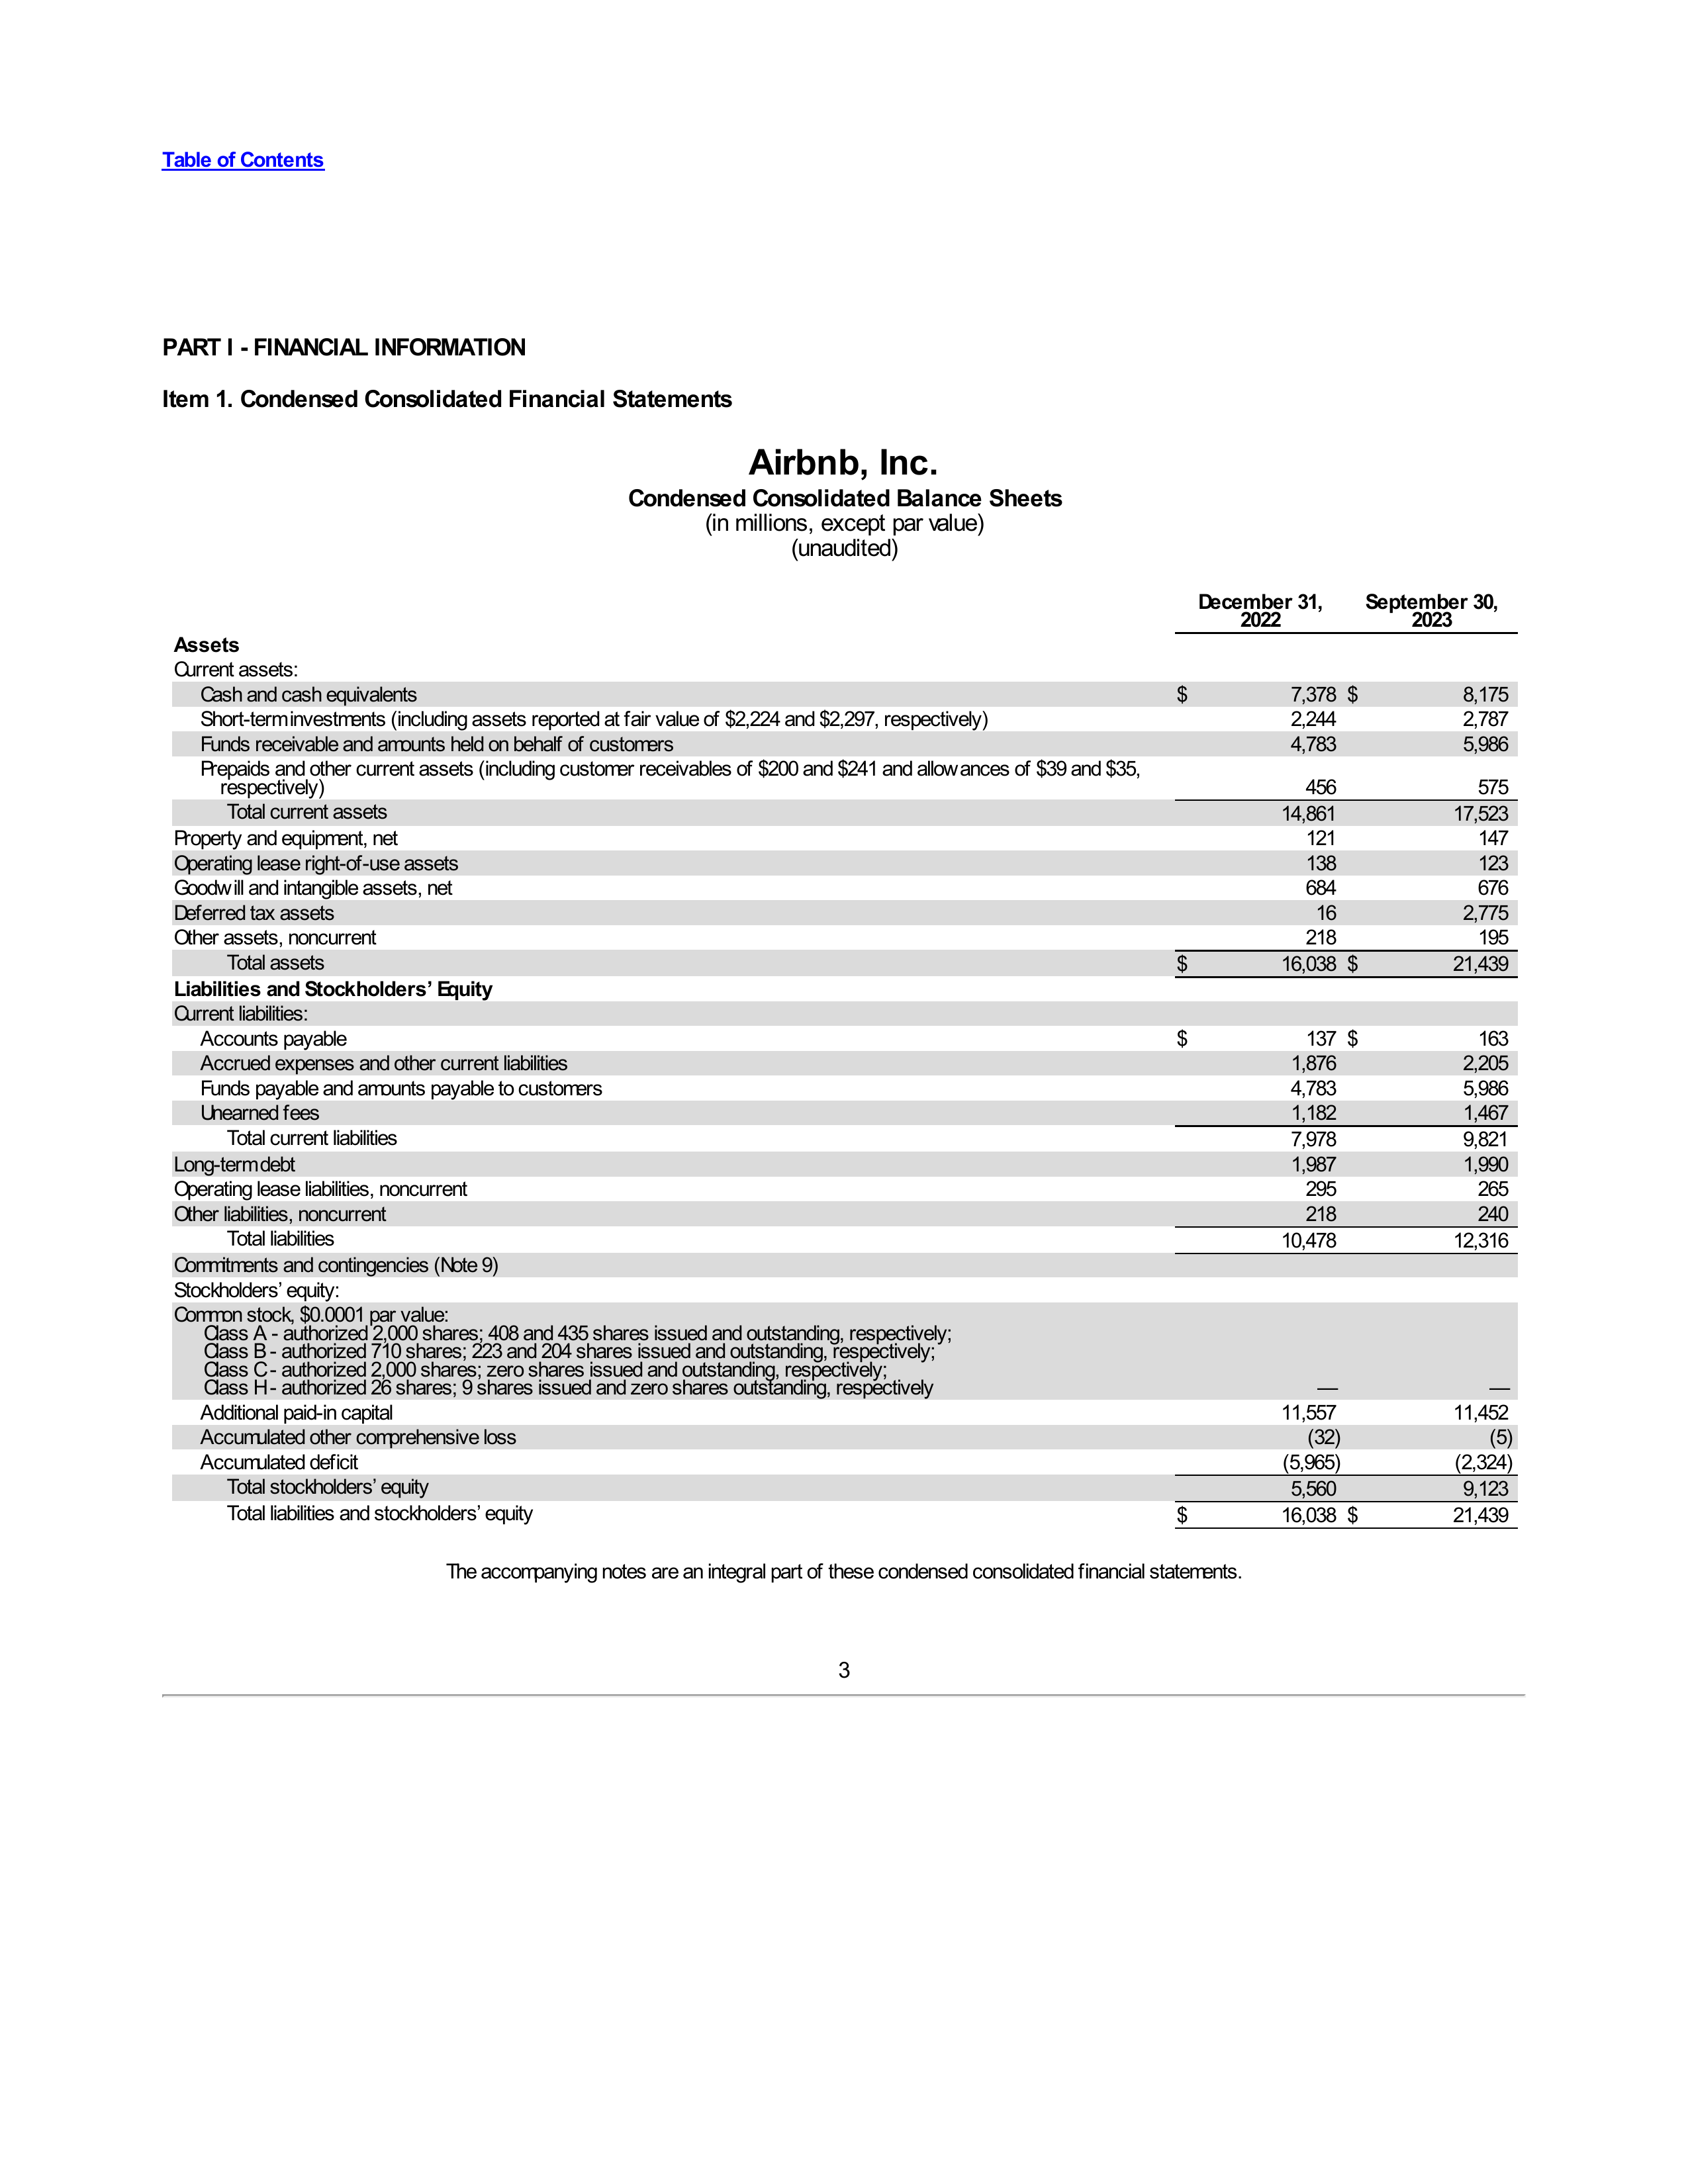 Table of Contents
PART I - FINANCIAL INFORMATION
Item 1. Condensed Consolidated Financial Statements
Airbnb, Inc.
Condensed Consolidated Balance Sheets
(in millions, except par value)
(unaudited)
December 31, 2022 September 30, 2023
Assets
Current assets:
Cash and cash equivalents $ 7,378 $ 8,175
Short-term investments (including assets reported at fair value of $2,224 and $2,297, respectively) 2,244 2,787
Funds receivable and amounts held on behalf of customers 4,783 5,986
Prepaids and other current assets (including customer receivables of $200 and $241 and allowances of $39 and $35,
respectively) 456 575
Total current assets 14,861 17,523
Property and equipment, net 121 147
Operating lease right-of-use assets 138 123
Goodwill and intangible assets, net 684 676
Deferred tax assets 16 2,775
Other assets, noncurrent 218 195
Total assets $ 16,038 $ 21,439
Liabilities and Stockholders’ Equity
Current liabilities:
Accounts payable $ 137 $ 163
Accrued expenses and other current liabilities 1,876 2,205
Funds payable and amounts payable to customers 4,783 5,986
Unearned fees 1,182 1,467
Total current liabilities 7,978 9,821
Long-term debt 1,987 1,990
Operating lease liabilities, noncurrent 295 265
Other liabilities, noncurrent 218 240
Total liabilities 10,478 12,316
Commitments and contingencies (Note 9)
Stockholders’ equity:
Common stock, $0.0001 par value:
Class A - authorized 2,000 shares; 408 and 435 shares issued and outstanding, respectively;
Class B - authorized 710 shares; 223 and 204 shares issued and outstanding, respectively;
Class C - authorized 2,000 shares; zero shares issued and outstanding, respectively;
Class H - authorized 26 shares; 9 shares issued and zero shares outstanding, respectively — —
Additional paid-in capital 11,557 11,452
Accumulated other comprehensive loss (32) (5)
Accumulated deficit (5,965) (2,324)
Total stockholders’ equity 5,560 9,123
Total liabilities and stockholders’ equity $ 16,038 $ 21,439
The accompanying notes are an integral part of these condensed consolidated financial statements.
3